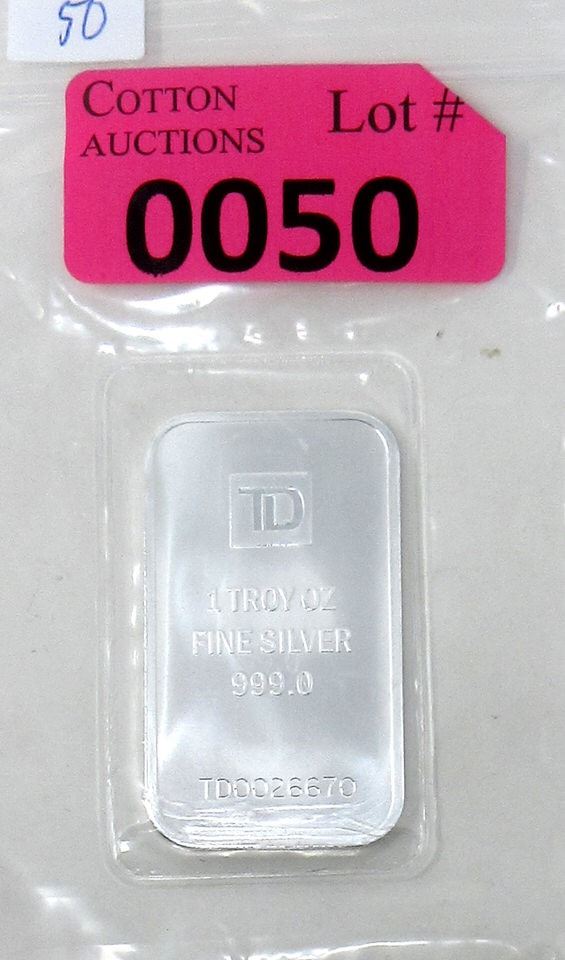 50
COTTON
AUCTIONS
Lot #
0050
TD
1 TROY OZ
FINE SILVER
999.0
TD0026670